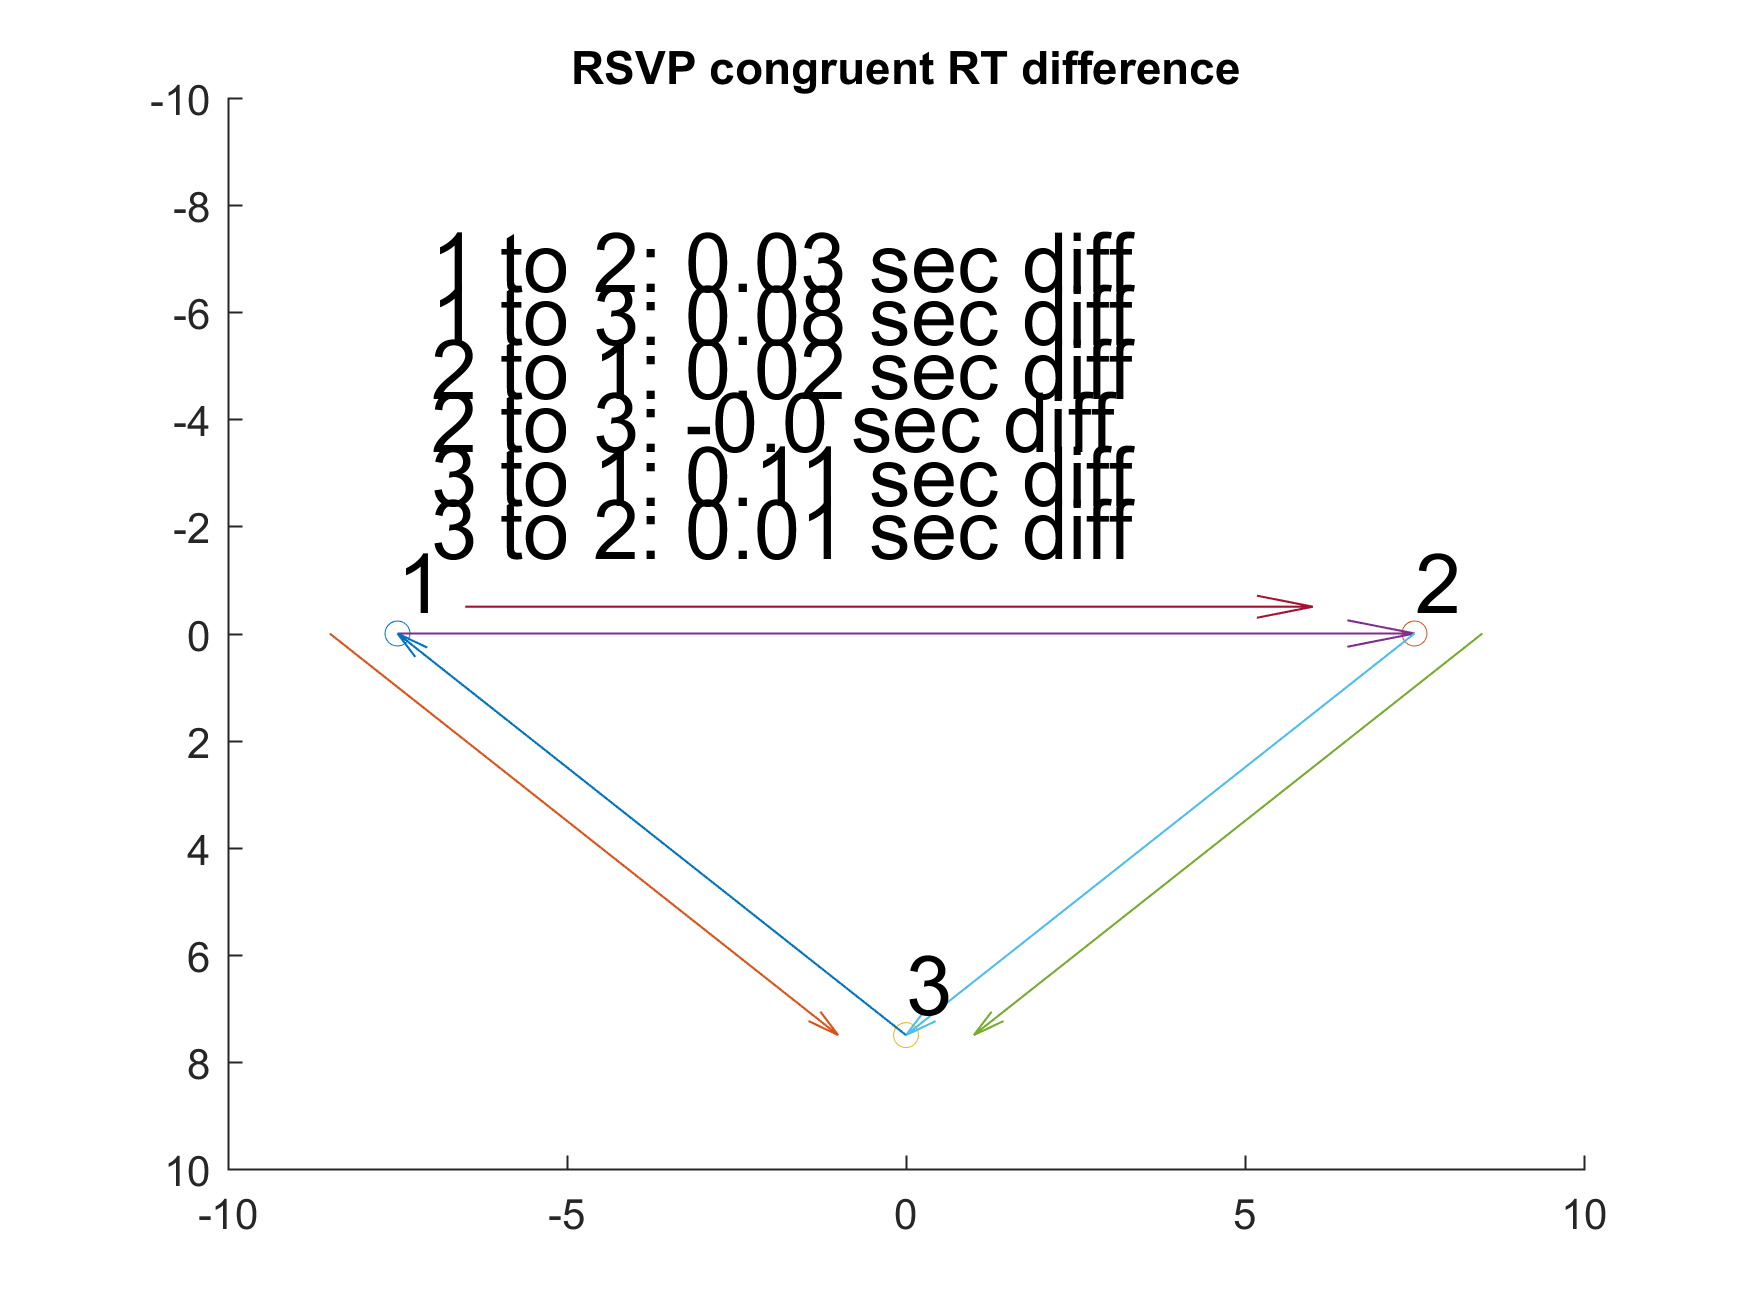 RSVP congruent RT difference
-10
-8
-6
-4
-2
0
2
4
6
8
10
1 to 2: 0.03 sec diff
1 to 3: 0.08 sec diff
2 to 1: 0.02 sec diff
2 to 3: -0.0 sec diff
3 to 1: 0.11 sec diff
3 to 2: 0.01 sec diff
1
2
3
-10 -5 0 5 10